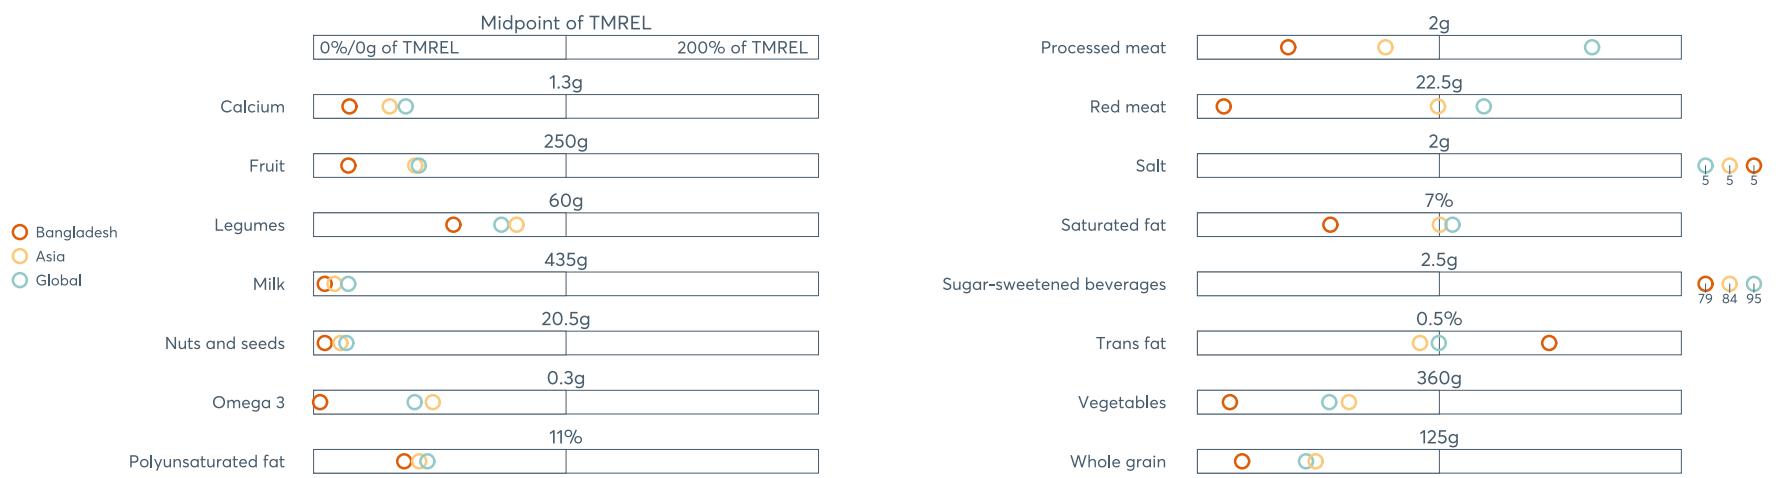 Midpoint of TMREL
0%/0g of TMREL 200% of TMREL
1.3g
Calcium
250g
Fruit
60g
Legumes
435g
Milk
20.5g
Nuts and seeds
0.3g
Omega 3
11%
Polyunsaturated fat
Bangladesh
Asia
Global
2g
Processed meat
22.5g
Red meat
2g
Salt
5 5 5
7%
Saturated fat
2.5g
Sugar-sweetened beverages
79 84 95
0.5%
Trans fat
360g
Vegetables
125g
Whole grain